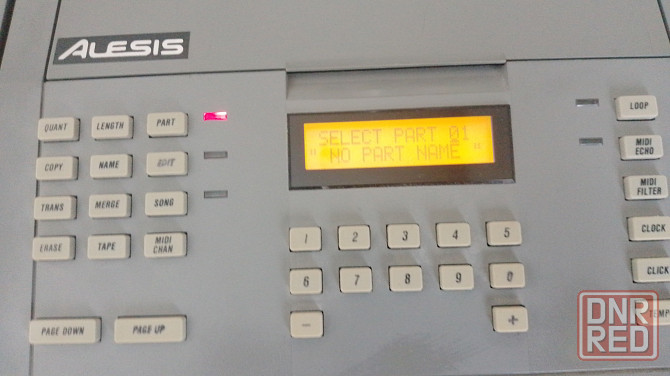 ALESIS
QUANT LENGTH PART
SELECT PART 01
" NO PART NAME "
LOOP
COPY NAME EDIT
MIDI ECHO
TRANS MERGE SONG
MIDI FILTER
ERASE TAPE MIDI CHAN
1 2 3 4 5
CLOCK
6 7 8 9 0
CLICK
PAGE DOWN PAGE UP
- +
TEMP
DNR
RED